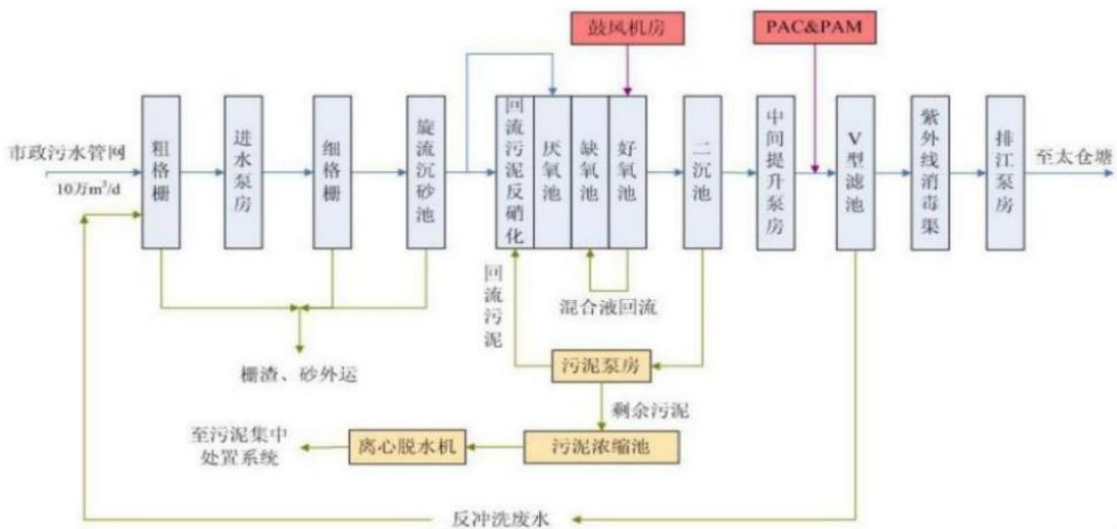 鼓风机房
PAC&PAM
市政污水管网
10万m³/d
粗格栅
进水泵房
细格栅
旋流沉砂池
回流污泥反硝化
厌氧池
缺氧池
好氧池
二沉池
中间提升泵房
V型滤池
紫外线消毒渠
排江泵房
至太仓塘
回流污泥
混合液回流
栅渣、砂外运
污泥泵房
剩余污泥
至污泥集中
处置系统
离心脱水机
污泥浓缩池
反冲洗废水